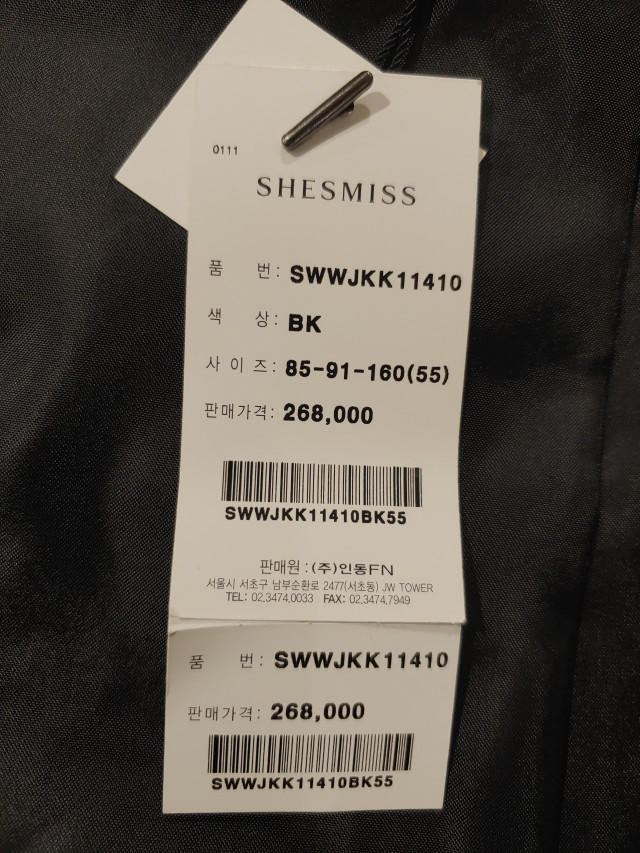 0111
SHESMISS
품 번: SWWJKK11410
색 상: BK
사 이 즈: 85-91-160(55)
판매가격: 268,000
SWWJKK11410BK55
판매원 : (주)인동FN
서울시 서초구 남부순환로 2477(서초동) JW TOWER
TEL: 02.3474.0033 FAX: 02.3474.7949
품 번: SWWJKK11410
판매가격: 268,000
SWWJKK11410BK55